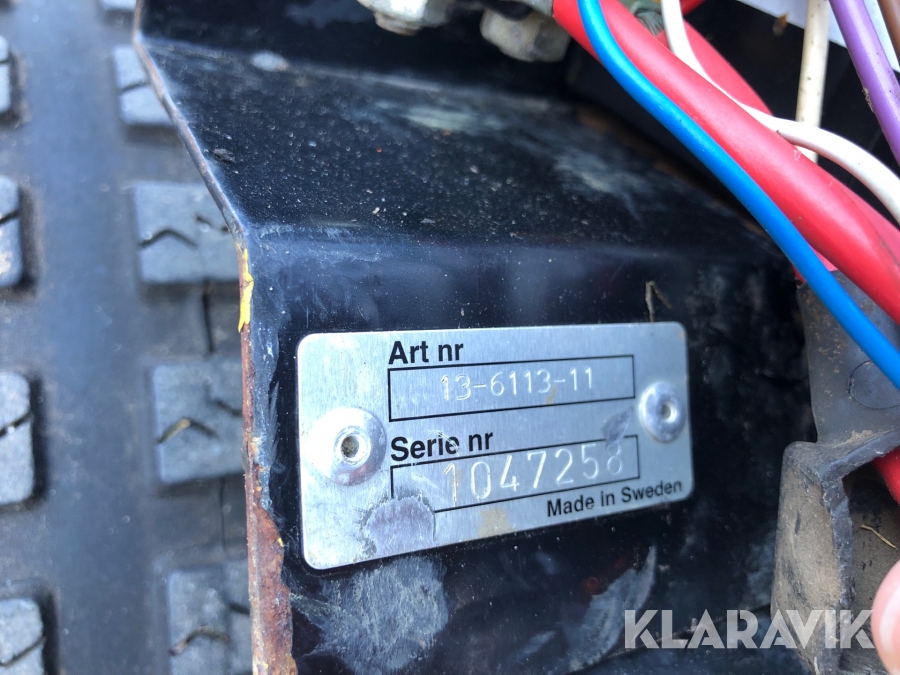 Art nr
13-6113-11
Serie nr
1047258
Made in Sweden
KLARAVIK